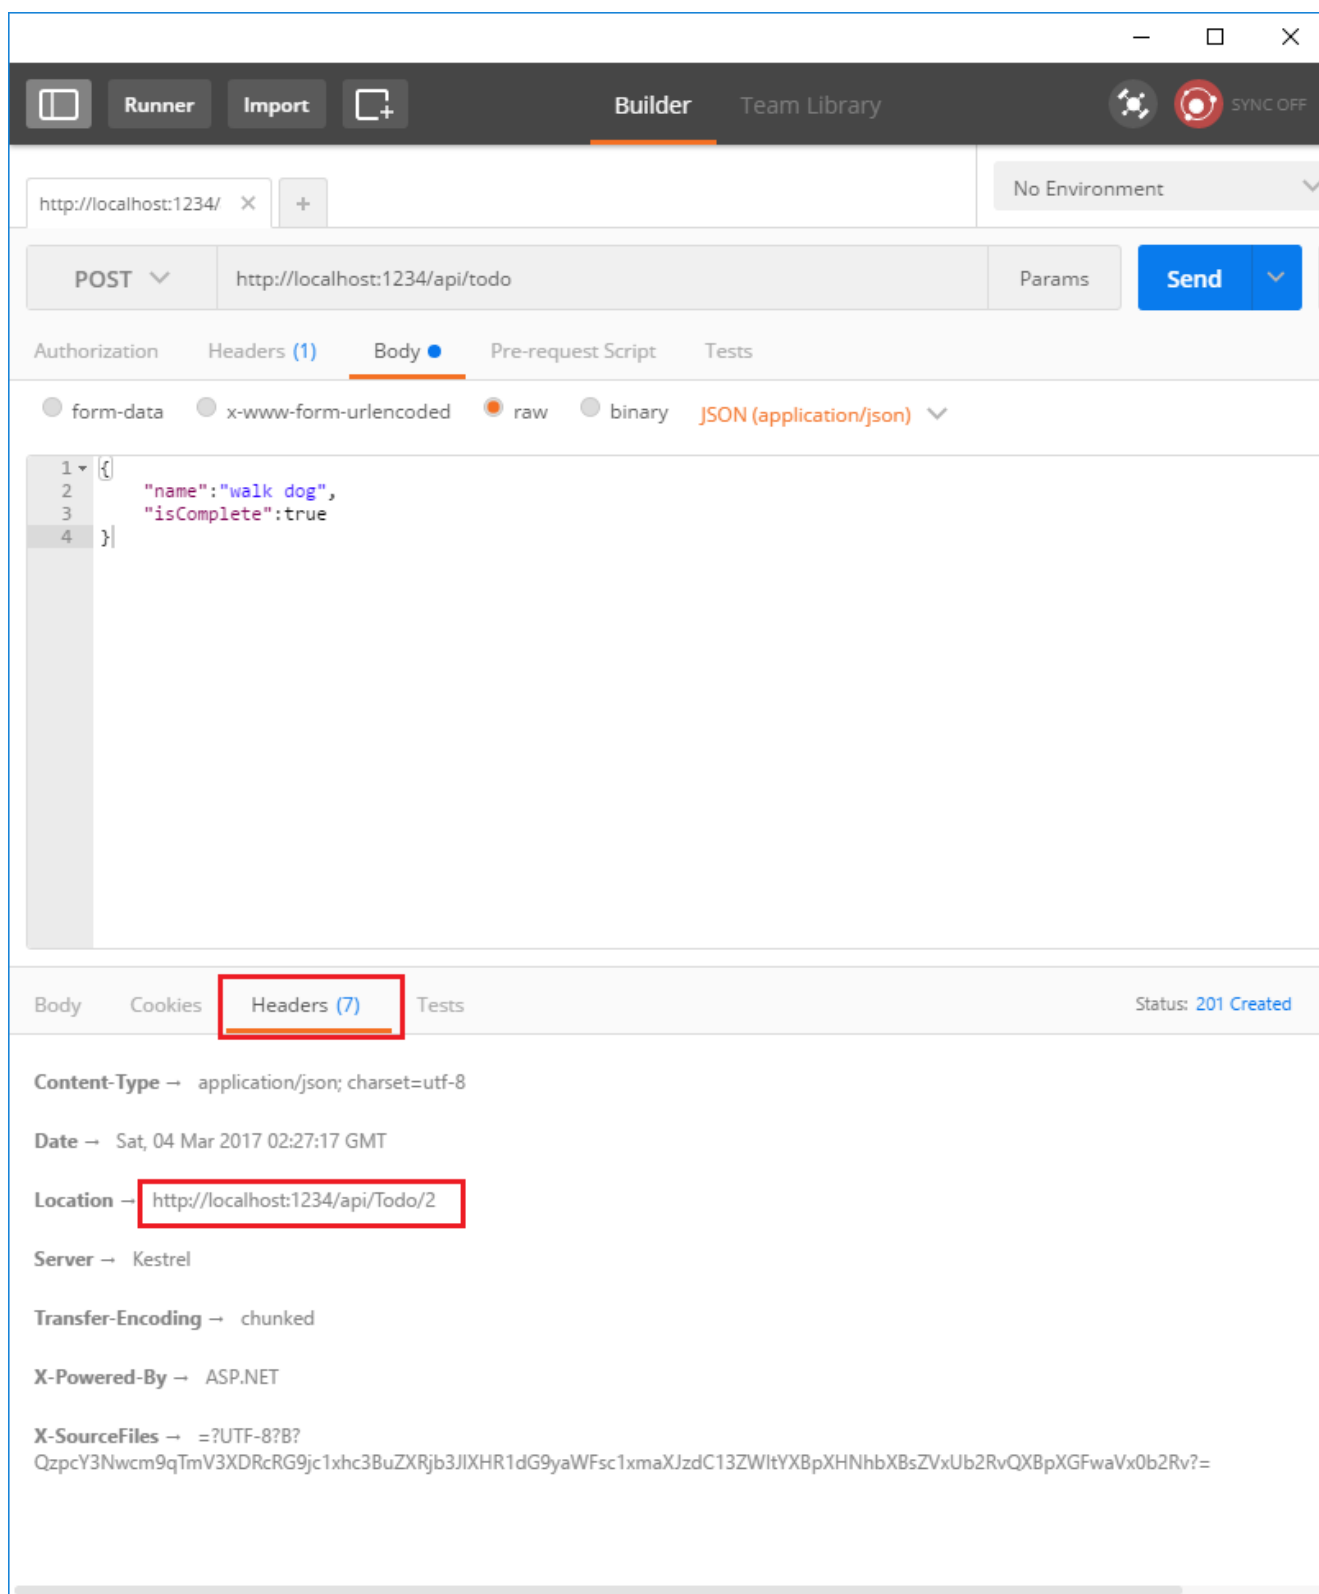 Runner Import Builder Team Library SYNC OFF
http://localhost:1234/ No Environment
POST http://localhost:1234/api/todo Params Send
Authorization Headers (1) Body Pre-request Script Tests
form-data x-www-form-urlencoded raw binary JSON (application/json)
1 {
2 "name":"walk dog",
3 "isComplete":true
4 }
Body Cookies Headers (7) Tests Status: 201 Created
Content-Type → application/json; charset=utf-8
Date → Sat, 04 Mar 2017 02:27:17 GMT
Location → http://localhost:1234/api/Todo/2
Server → Kestrel
Transfer-Encoding → chunked
X-Powered-By → ASP.NET
X-SourceFiles → =?UTF-8?B?